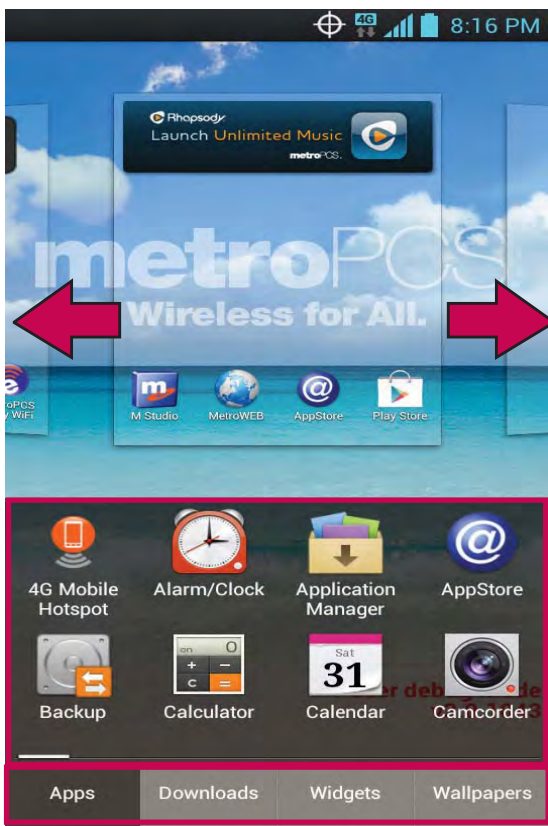 4G 8:16 PM
Rhapsody
Launch Unlimited Music
metroPCS.
metroPCS
Wireless for All.
M Studio MetroWEB AppStore Play Store
4G Mobile Hotspot
Alarm/Clock
Application Manager
AppStore
Backup
on 0
+ −
C =
Calculator
Sat
31
Calendar
Camcorder
Apps Downloads Widgets Wallpapers